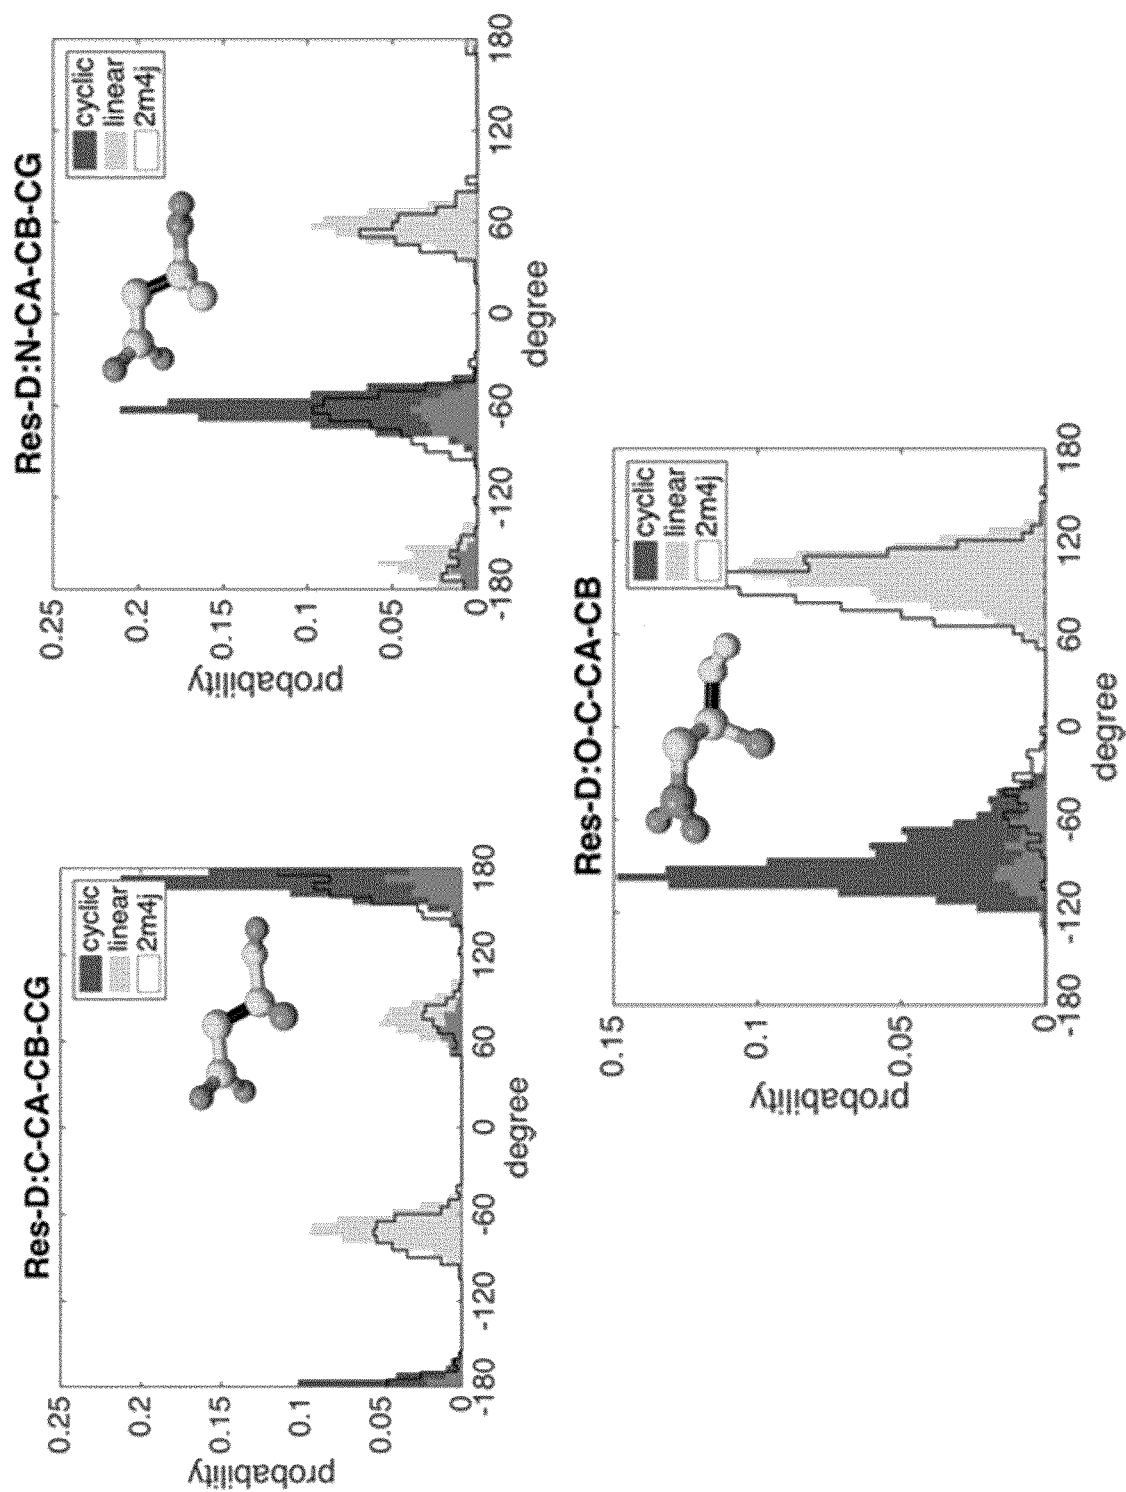 Res-D:C-CA-CB-CG
0.25
0.2
0.15
0.1
0.05
0
probability
-180 -120 -60 0 60 120 180
degree
cyclic
linear
2m4j
Res-D:N-CA-CB-CG
0.25
0.2
0.15
0.1
0.05
0
probability
-180 -120 -60 0 60 120 180
degree
cyclic
linear
2m4j
Res-D:O-C-CA-CB
0.15
0.1
0.05
0
probability
-180 -120 -60 0 60 120 180
degree
cyclic
linear
2m4j